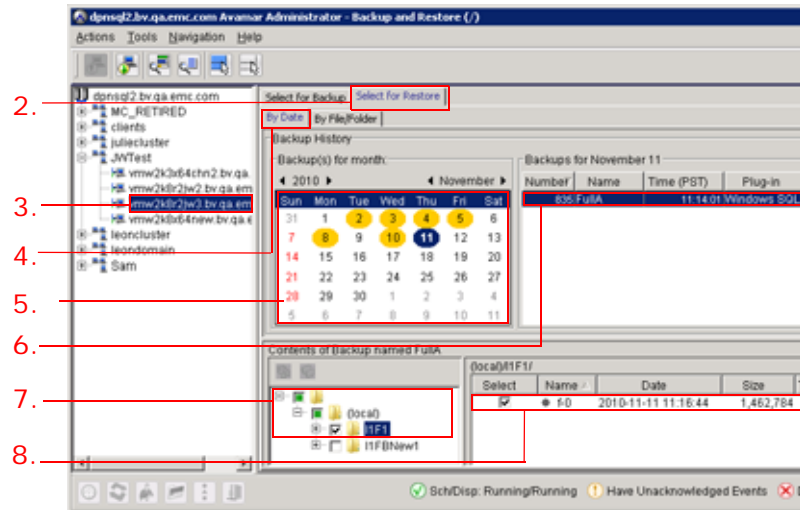 dpnsql2.bv.qa.emc.com Avamar Administrator - Backup and Restore (/)
Actions Tools Navigation Help
2.
dpnsql2.bv.qa.emc.com
MC_RETIRED
clients
juliecluster
JWTest
vmw2k3x64chn2.bv.qa.
vmw2k8r2jw2.bv.qa.em
3.
vmw2k8r2jw3.bv.qa.em
vmw2k8x64new.bv.qa.e
leoncluster
4.
leondomain
Sam
5.
6.
7.
8.
Select for Backup Select for Restore
By Date By File/Folder
Backup History
Backup(s) for month:
2010 November
Sun Mon Tue Wed Thu Fri Sat
31 1 2 3 4 5 6
7 8 9 10 11 12 13
14 15 16 17 18 19 20
21 22 23 24 25 26 27
28 29 30 1 2 3 4
5 6 7 8 9 10 11
Backups for November 11
Number Name Time (PST) Plug-in
835 FullA 11:14:01 Windows SQL
Contents of Backup named FullA
(local)
I1F1
I1FBNew1
(local)/I1F1/
Select Name Date Size
f-0 2010-11-11 11:16:44 1,462,784
Sch/Disp: Running/Running Have Unacknowledged Events